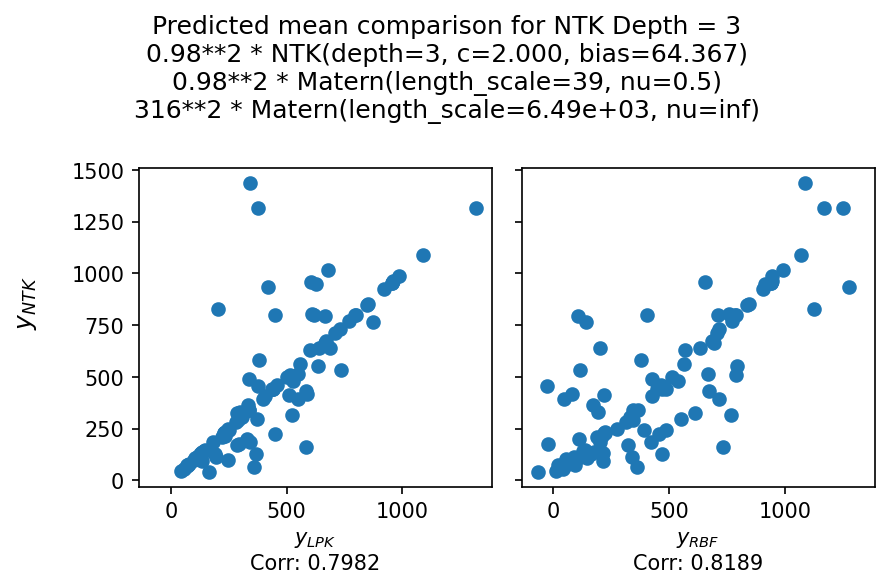 Predicted mean comparison for NTK Depth = 3
0.98**2 * NTK(depth=3, c=2.000, bias=64.367)
0.98**2 * Matern(length_scale=39, nu=0.5)
316**2 * Matern(length_scale=6.49e+03, nu=inf)
1500
1250
1000
750
500
250
0
y_NTK
0 500 1000
y_LPK
Corr: 0.7982
0 500 1000
y_RBF
Corr: 0.8189